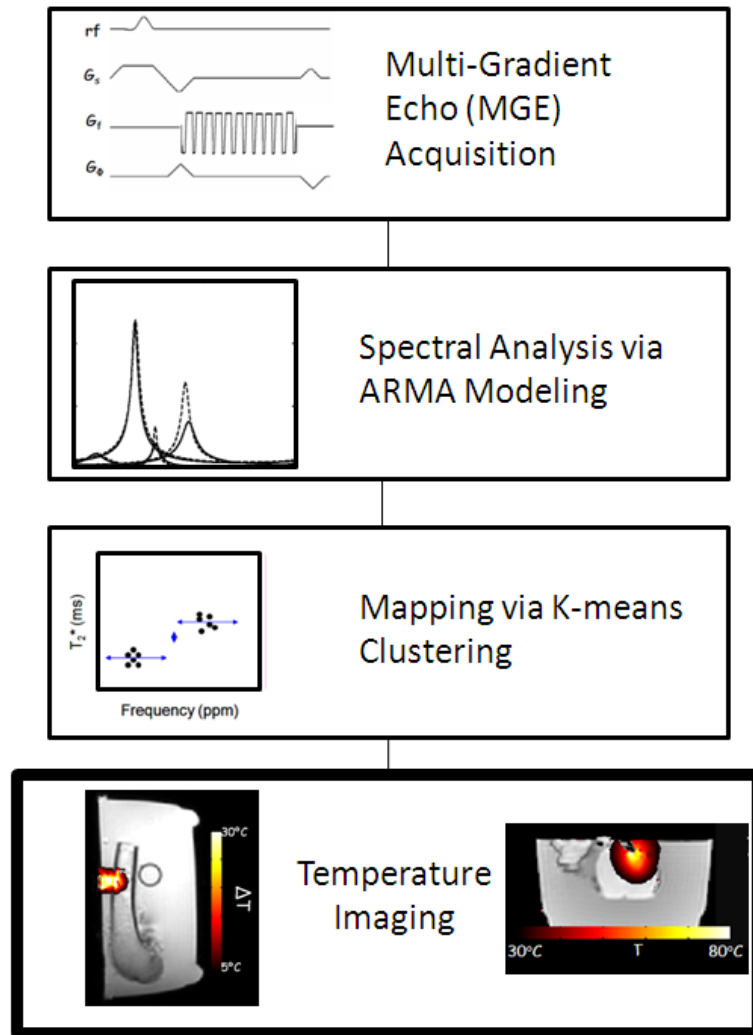 rf
Gs
Gf
GΦ
Multi-Gradient
Echo (MGE)
Acquisition
Spectral Analysis via
ARMA Modeling
T2* (ms)
Frequency (ppm)
Mapping via K-means
Clustering
30°C
ΔT
5°C
Temperature
Imaging
30°C
T
80°C